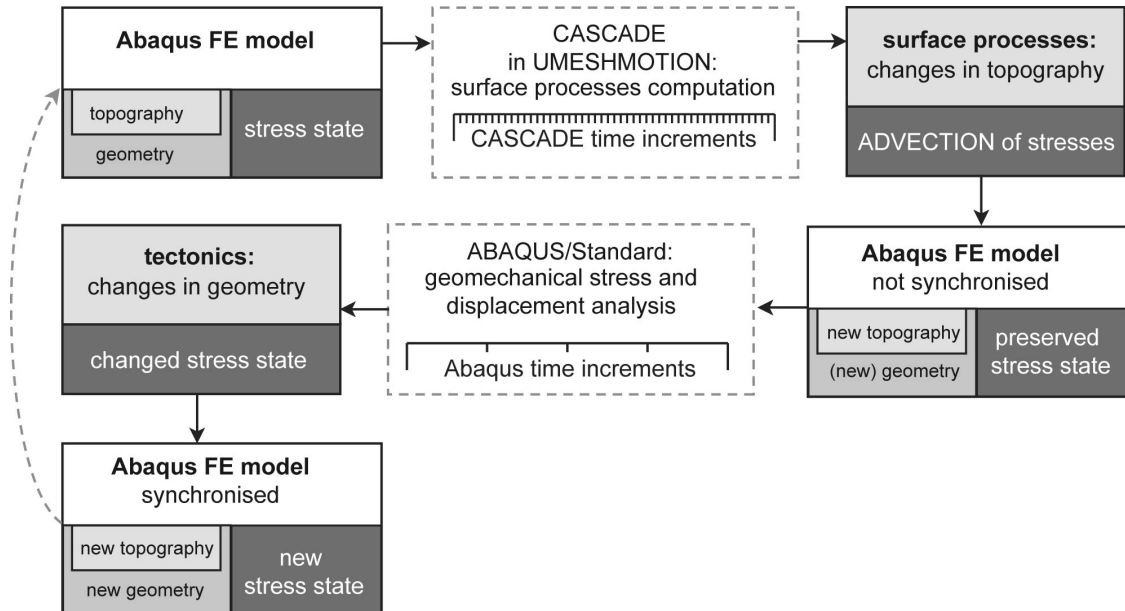 Abaqus FE model
topography
geometry
stress state
CASCADE
in UMESHMOTION:
surface processes computation
CASCADE time increments
surface processes:
changes in topography
ADVECTION of stresses
Abaqus FE model
not synchronised
new topography
(new) geometry
preserved
stress state
ABAQUS/Standard:
geomechanical stress and
displacement analysis
Abaqus time increments
tectonics:
changes in geometry
changed stress state
Abaqus FE model
synchronised
new topography
new geometry
new
stress state